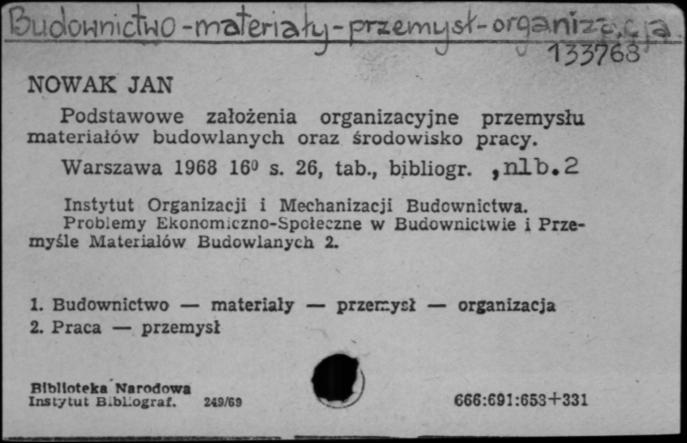 Budownictwo-materiały-przemysł-organizacja
133768
NOWAK JAN
Podstawowe założenia organizacyjne przemysłu
materiałów budowlanych oraz środowisko pracy.
Warszawa 1968 16⁰ s. 26, tab., bibliogr. ,nlb.2
Instytut Organizacji i Mechanizacji Budownictwa.
Problemy Ekonomiczno-Społeczne w Budownictwie i Prze-
myśle Materiałów Budowlanych 2.
1. Budownictwo — materiały — przemysł — organizacja
2. Praca — przemysł
Biblioteka Narodowa
Instytut Bibliograf. 249/69
666:691:658+331